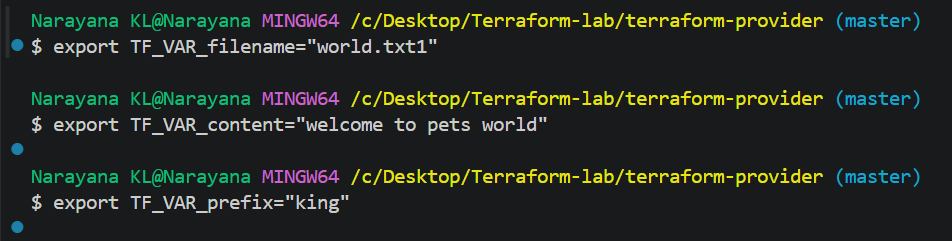 Narayana KL@Narayana MINGW64 /c/Desktop/Terraform-lab/terraform-provider (master)
$ export TF_VAR_filename="world.txt1"
Narayana KL@Narayana MINGW64 /c/Desktop/Terraform-lab/terraform-provider (master)
$ export TF_VAR_content="welcome to pets world"
Narayana KL@Narayana MINGW64 /c/Desktop/Terraform-lab/terraform-provider (master)
$ export TF_VAR_prefix="king"